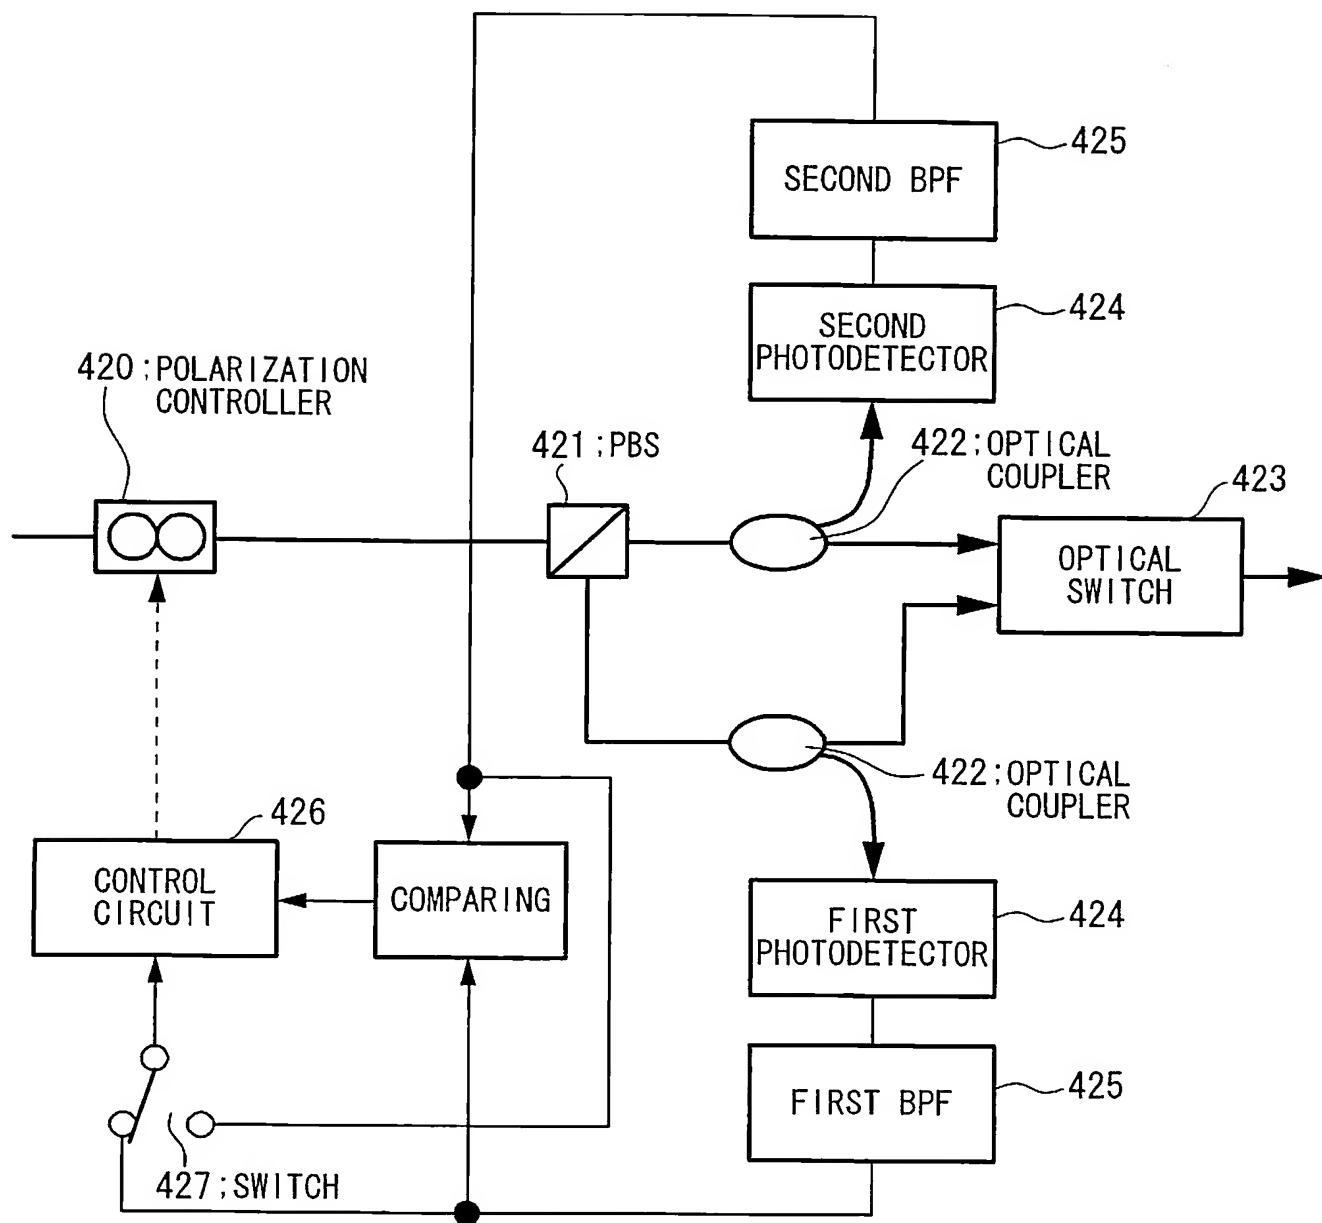 425
SECOND BPF
424
SECOND
PHOTODETECTOR
420;POLARIZATION
CONTROLLER
421;PBS
422;OPTICAL
COUPLER
423
OPTICAL
SWITCH
422;OPTICAL
COUPLER
426
CONTROL
CIRCUIT
COMPARING
424
FIRST
PHOTODETECTOR
425
FIRST BPF
427;SWITCH